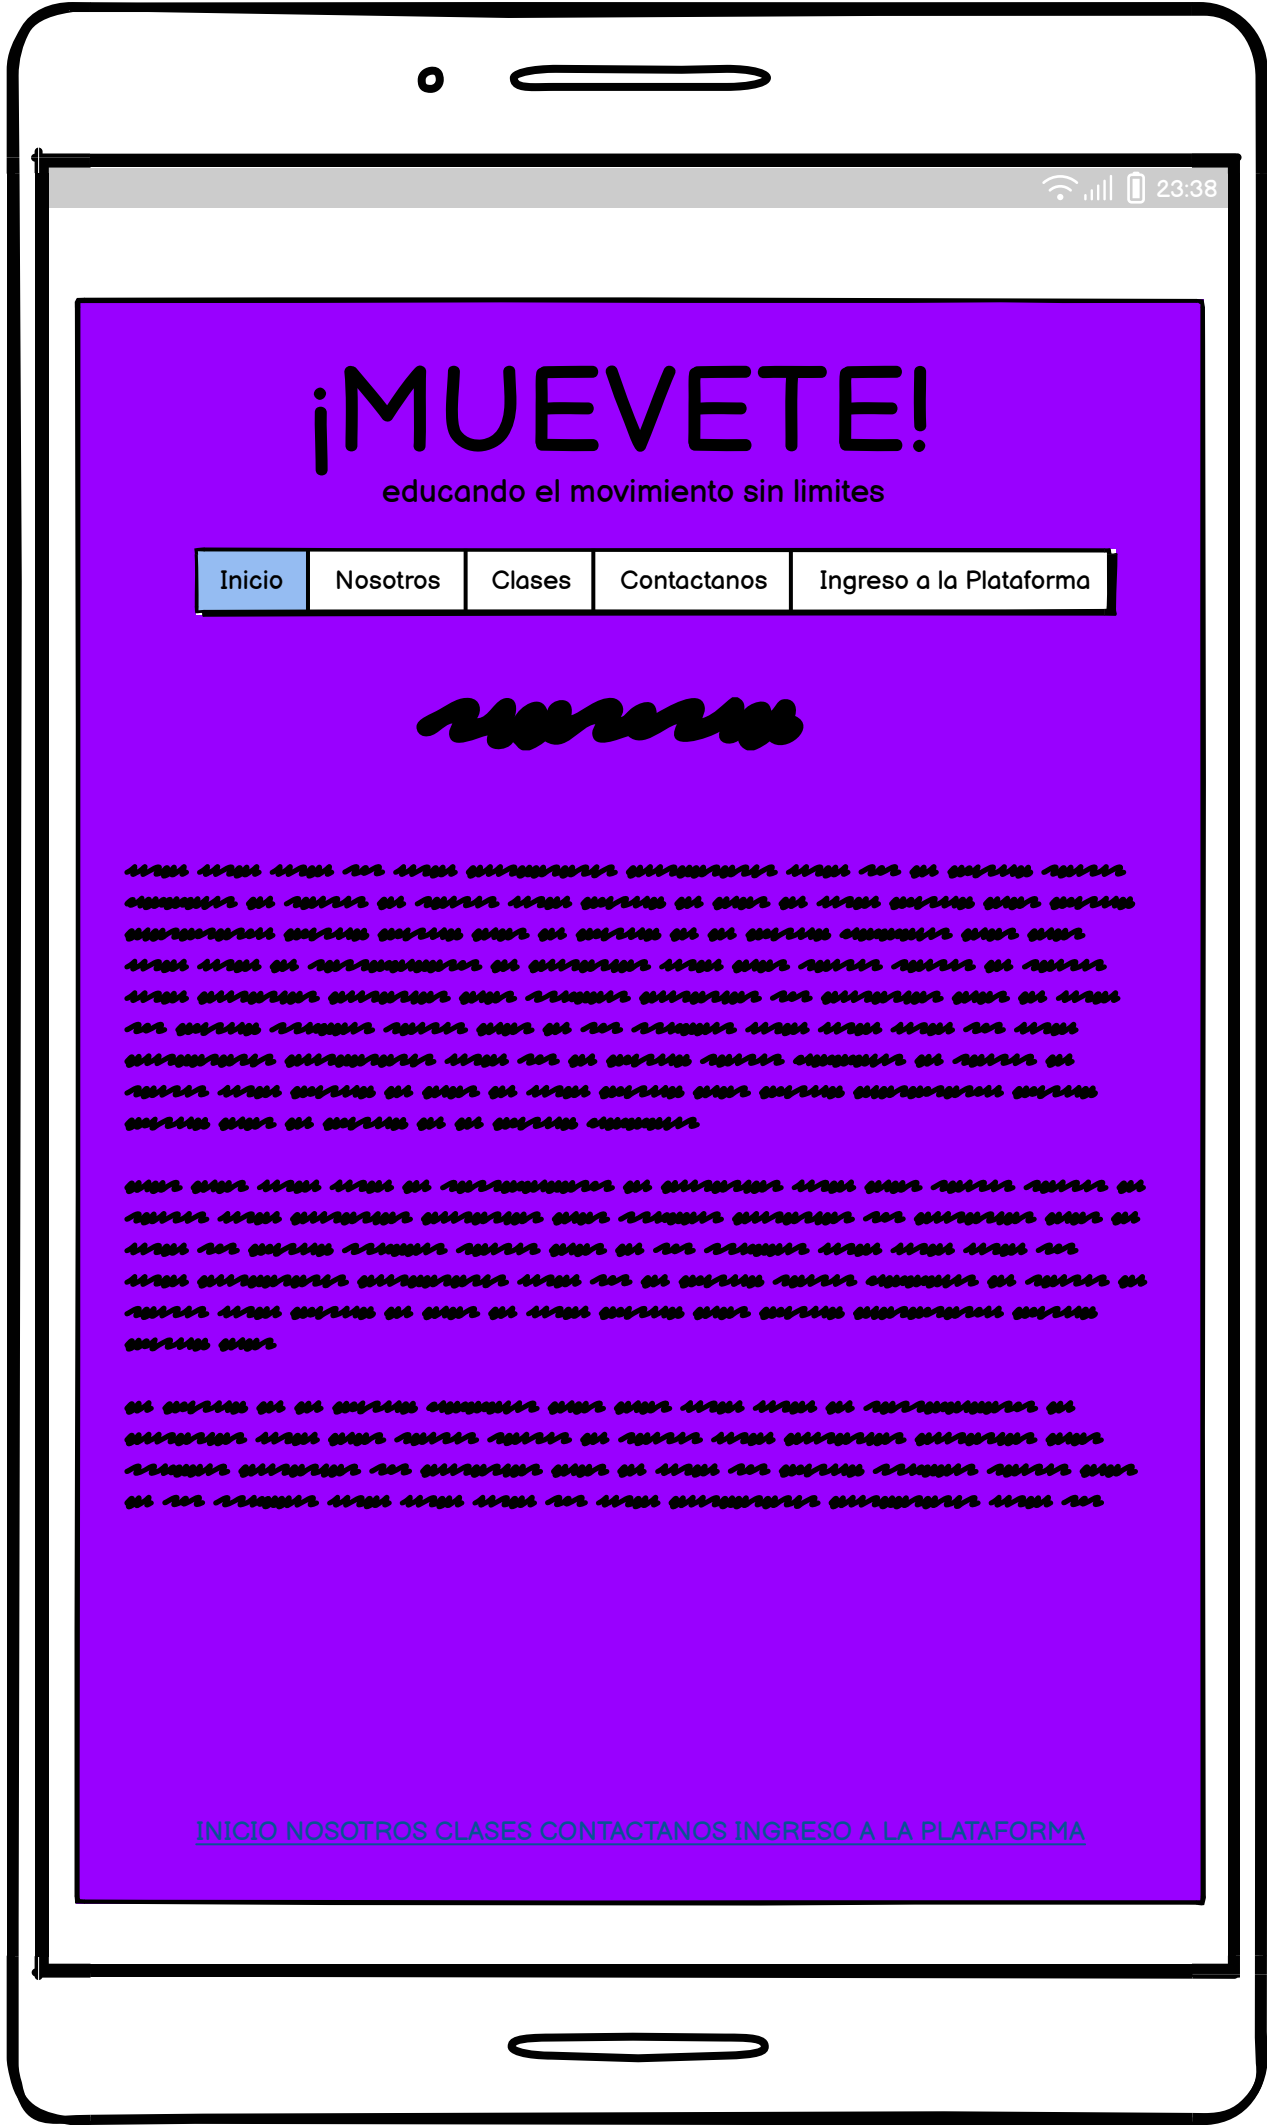 23:38
¡MUEVETE!
educando el movimiento sin limites
Inicio Nosotros Clases Contactanos Ingreso a la Plataforma
INICIO NOSOTROS CLASES CONTACTANOS INGRESO A LA PLATAFORMA